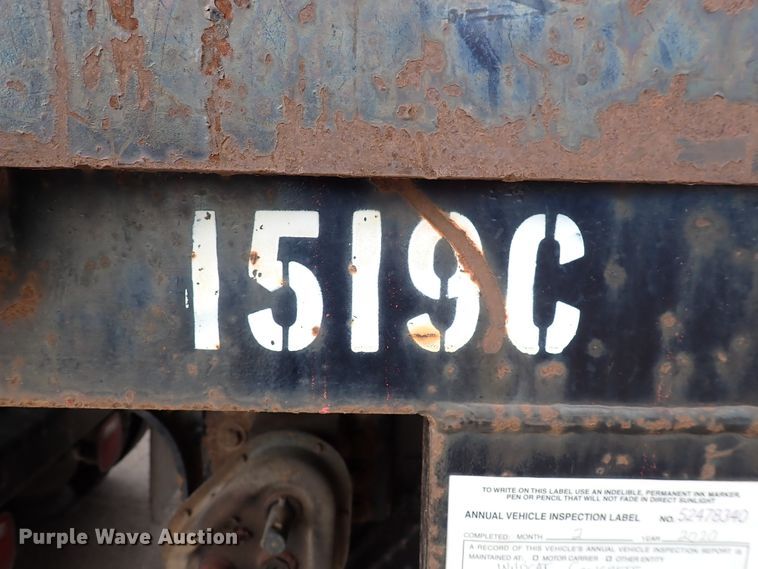 1519C
TO WRITE ON THIS LABEL USE AN INDELIBLE, PERMANENT INK MARKER,
PEN OR PENCIL THAT WILL NOT FADE IN DIRECT SUNLIGHT
ANNUAL VEHICLE INSPECTION LABEL NO. 52478340
COMPLETED: MONTH 2 YEAR 2020
A RECORD OF THIS VEHICLE'S ANNUAL VEHICLE INSPECTION REPORT IS
MAINTAINED AT: MOTOR CARRIER OTHER ENTITY
Purple Wave Auction